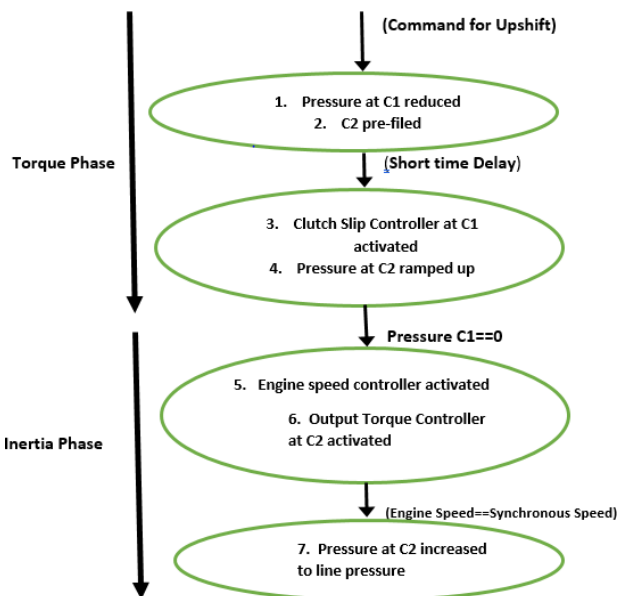 (Command for Upshift)
1. Pressure at C1 reduced
2. C2 pre-filed
Torque Phase
(Short time Delay)
3. Clutch Slip Controller at C1
activated
4. Pressure at C2 ramped up
Pressure C1==0
5. Engine speed controller activated
6. Output Torque Controller
at C2 activated
Inertia Phase
(Engine Speed==Synchronous Speed)
7. Pressure at C2 increased
to line pressure